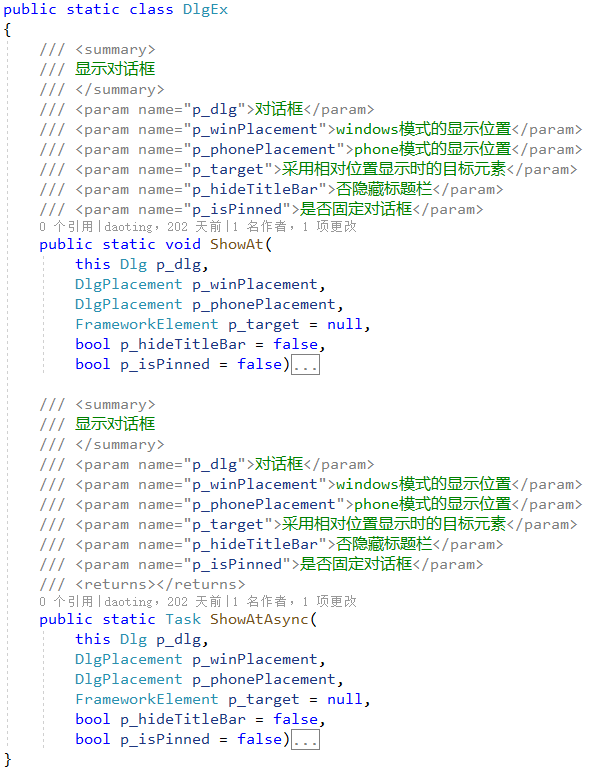 public static class DlgEx
{
/// <summary>
/// 显示对话框
/// </summary>
/// <param name="p_dlg">对话框</param>
/// <param name="p_winPlacement">windows模式的显示位置</param>
/// <param name="p_phonePlacement">phone模式的显示位置</param>
/// <param name="p_target">采用相对位置显示时的目标元素</param>
/// <param name="p_hideTitleBar">否隐藏标题栏</param>
/// <param name="p_isPinned">是否固定对话框</param>
0 个引用|daoting，202 天前|1 名作者，1 项更改
public static void ShowAt(
this Dlg p_dlg,
DlgPlacement p_winPlacement,
DlgPlacement p_phonePlacement,
FrameworkElement p_target = null,
bool p_hideTitleBar = false,
bool p_isPinned = false)...
/// <summary>
/// 显示对话框
/// </summary>
/// <param name="p_dlg">对话框</param>
/// <param name="p_winPlacement">windows模式的显示位置</param>
/// <param name="p_phonePlacement">phone模式的显示位置</param>
/// <param name="p_target">采用相对位置显示时的目标元素</param>
/// <param name="p_hideTitleBar">否隐藏标题栏</param>
/// <param name="p_isPinned">是否固定对话框</param>
/// <returns></returns>
0 个引用|daoting，202 天前|1 名作者，1 项更改
public static Task ShowAtAsync(
this Dlg p_dlg,
DlgPlacement p_winPlacement,
DlgPlacement p_phonePlacement,
FrameworkElement p_target = null,
bool p_hideTitleBar = false,
bool p_isPinned = false)...
}